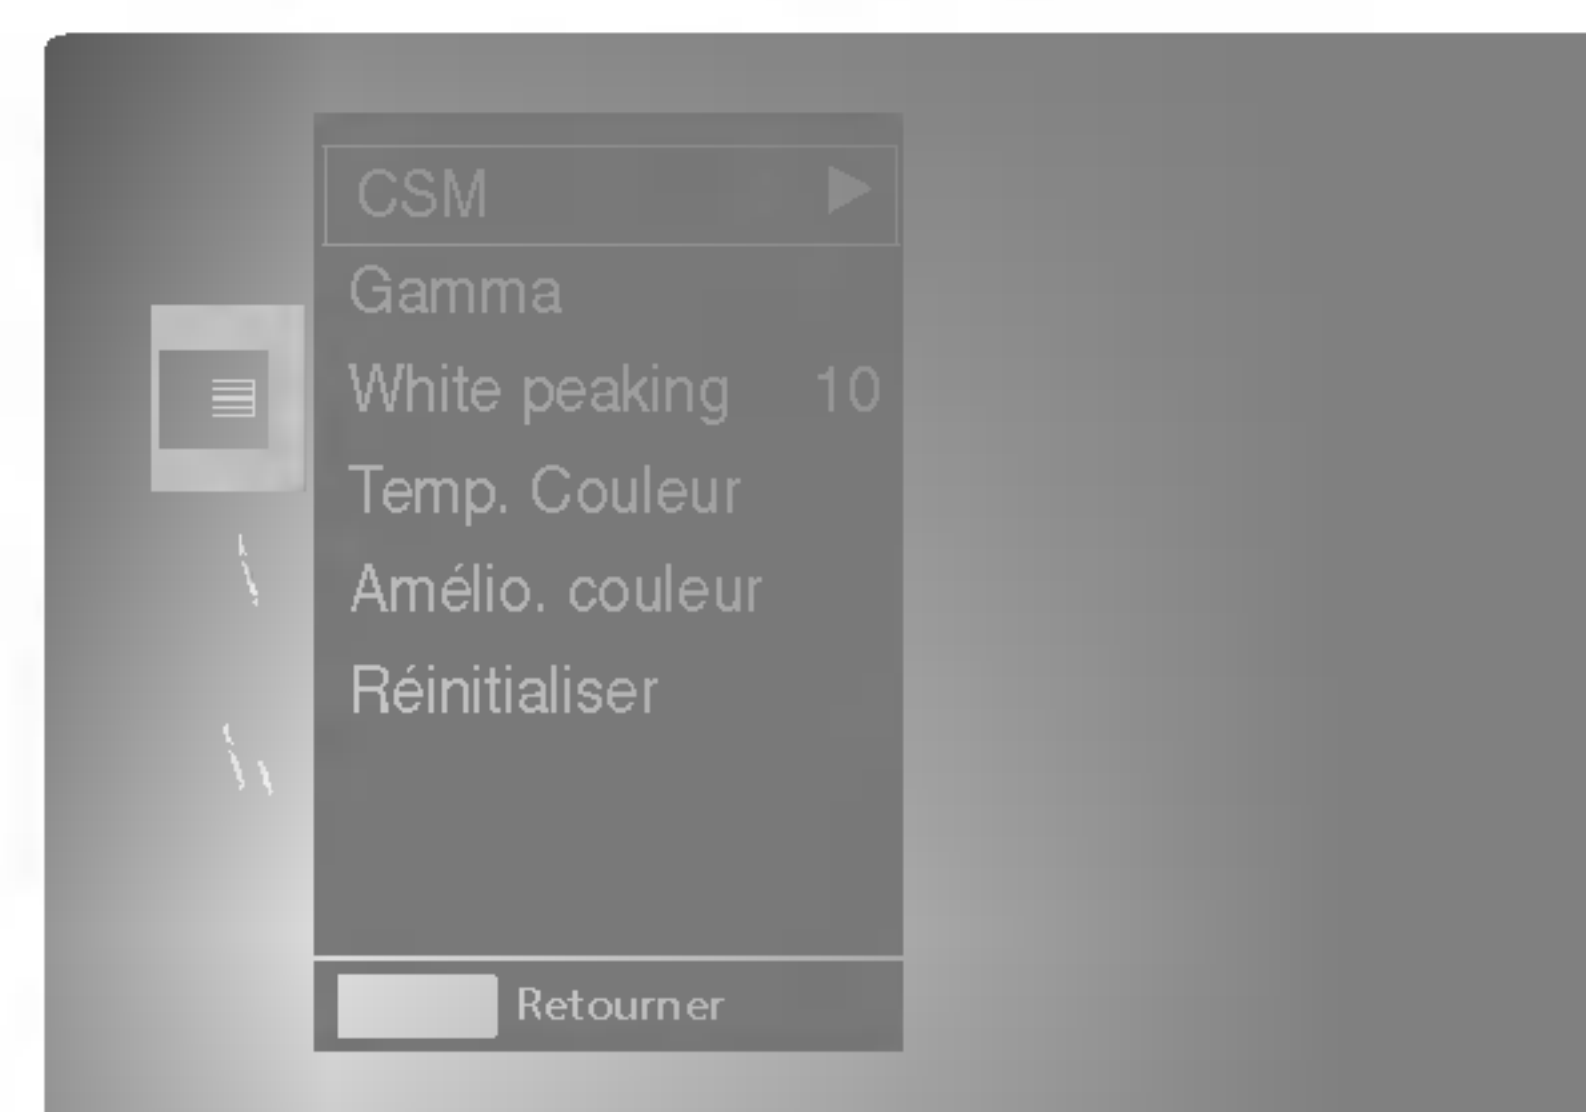 CSM
Gamma
White peaking 10
Temp. Couleur
Amélio. couleur
Réinitialiser
Retourner